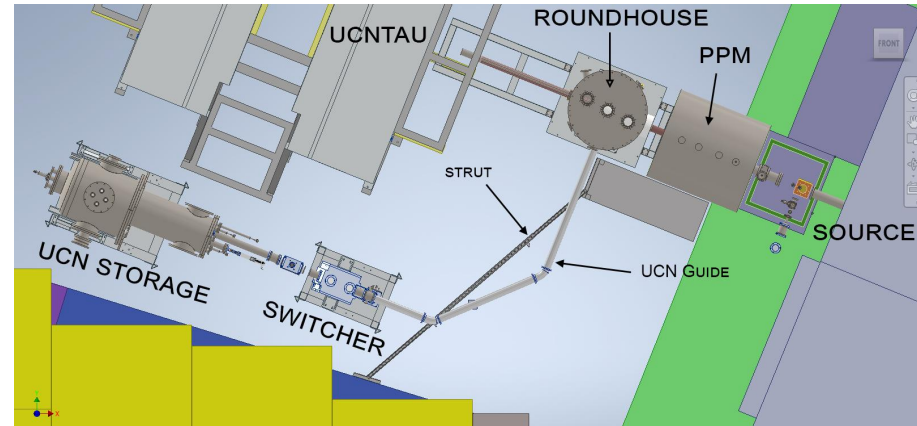 ROUNDHOUSE
UCNTAU
PPM
FRONT
STRUT
SOURCE
UCN GUIDE
UCN STORAGE
SWITCHER
Y
X